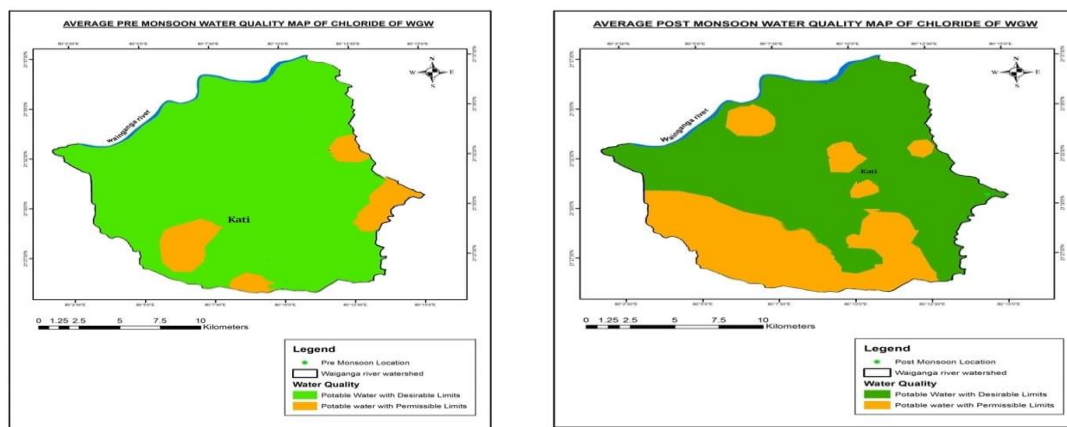 AVERAGE PRE MONSOON WATER QUALITY MAP OF CHLORIDE OF WGW
N
W E
S
Wainganga rivet
Kati
0 1.25 2.5 5 7.5 10
Kilometers
Legend
Pre Monsoon Location
Waiganga river watershed
Water Quality
Potable Water with Desirable Limits
Potable water with Permissible Limits
AVERAGE POST MONSOON WATER QUALITY MAP OF CHLORIDE OF WGW
N
W E
S
Wainganga rivet
Kati
0 1.25 2.5 5 7.5 10
Kilometers
Legend
Post Monsoon Location
Waiganga river watershed
Water Quality
Potable Water with Desirable Limits
Potable water with Permissible Limits